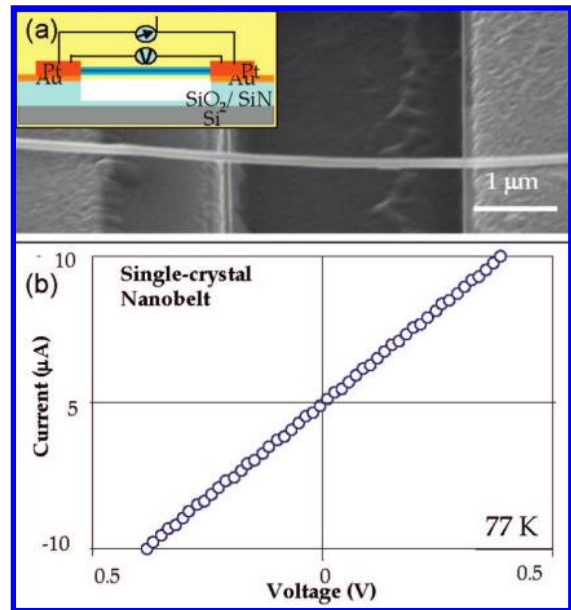 (a)
V
Pt
Pt
Au
Au
SiO2/ SiN
Si
1 μm
(b)
Single-crystal
Nanobelt
10
5
-10
Current (μA)
77 K
0.5
0
0.5
Voltage (V)